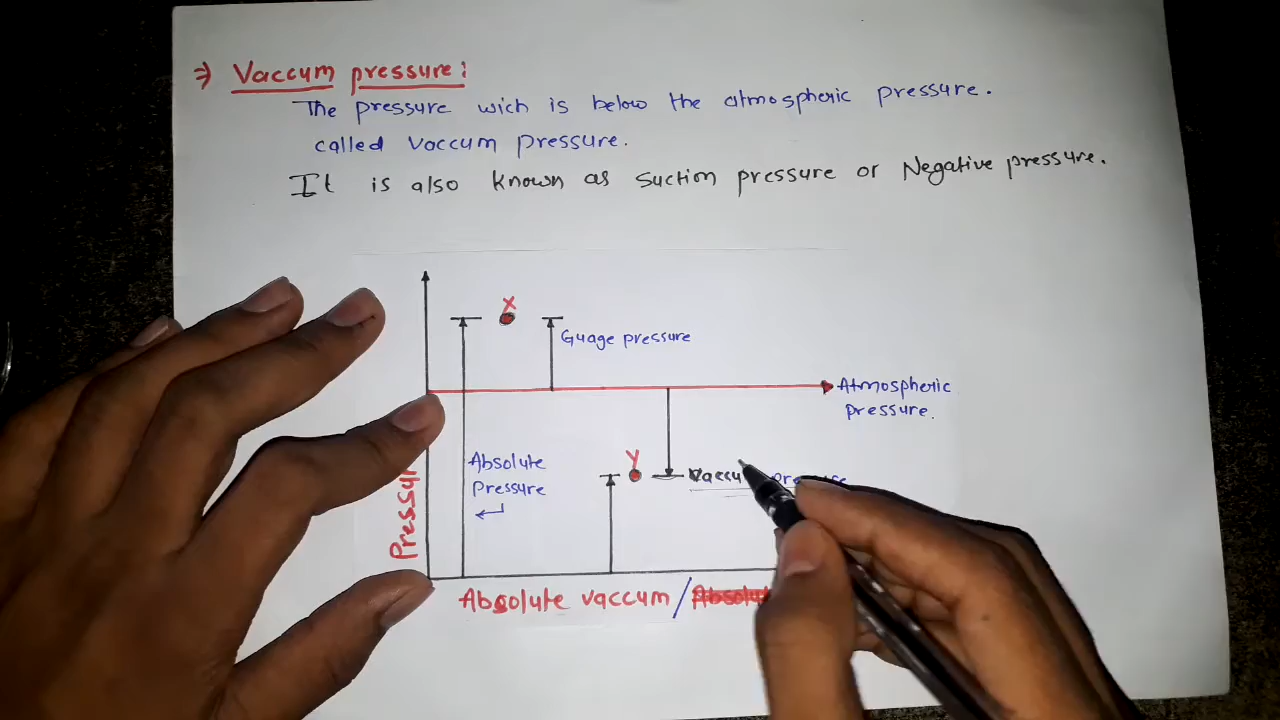 ⇒ Vaccum pressure:
The pressure wich is below the atmospheric pressure.
called vaccum pressure.
It is also known as suction pressure or Negative pressure.
X
Guage pressure
Atmospheric
pressure.
Absolute
Pressure
Y
Absolute vaccum /